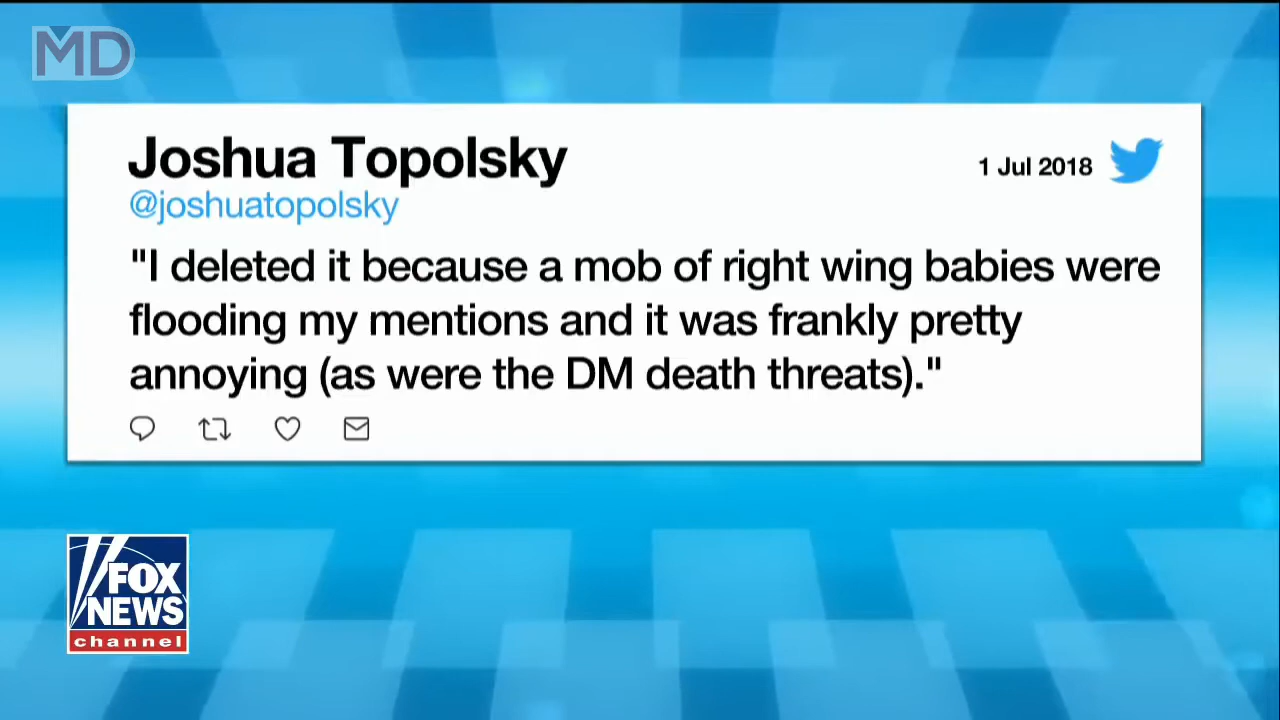 MD
Joshua Topolsky
1 Jul 2018
@joshuatopolsky
"I deleted it because a mob of right wing babies were
flooding my mentions and it was frankly pretty
annoying (as were the DM death threats)."
FOX
NEWS
channel